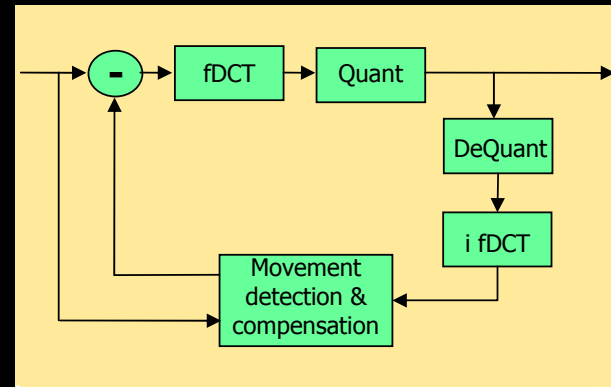 -
fDCT
Quant
DeQuant
i fDCT
Movement
detection &
compensation